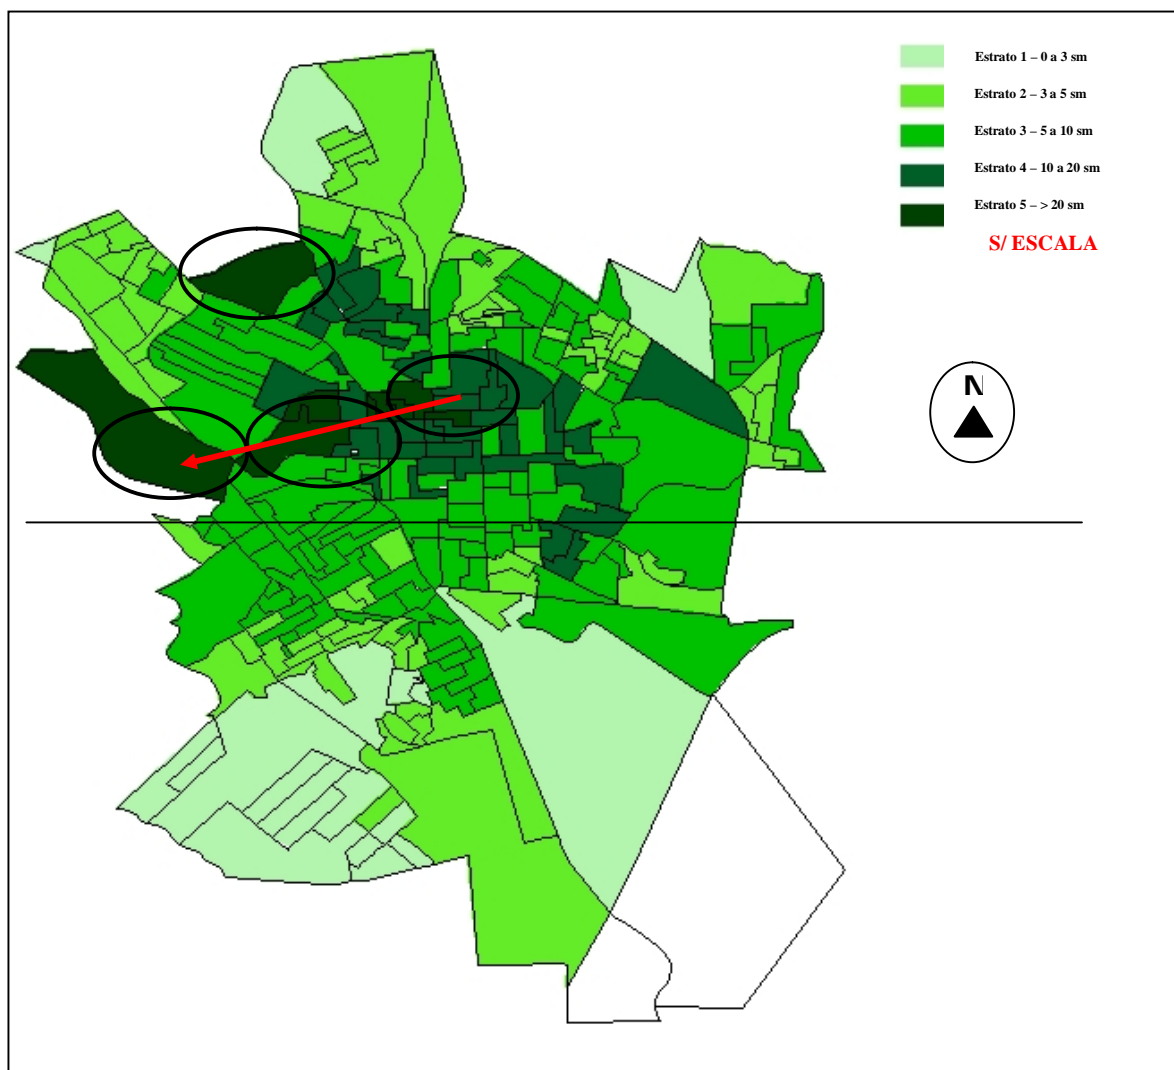 Estrato 1 – 0 a 3 sm
Estrato 2 – 3 a 5 sm
Estrato 3 – 5 a 10 sm
Estrato 4 – 10 a 20 sm
Estrato 5 – > 20 sm
S/ ESCALA
N